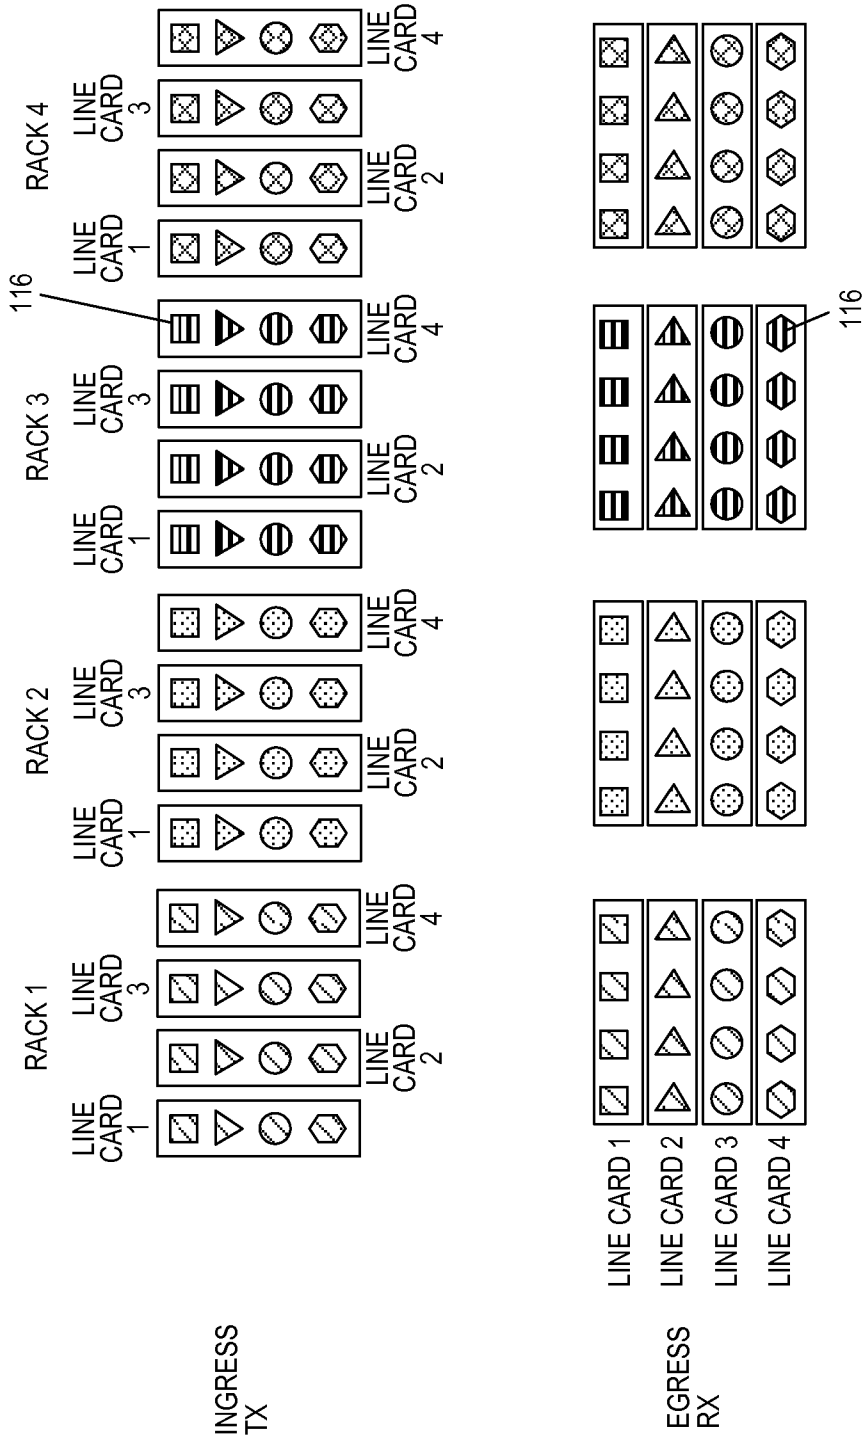 RACK 1
RACK 2
RACK 3
RACK 4
LINE
CARD
1
LINE
CARD
3
LINE
CARD
1
LINE
CARD
3
LINE
CARD
1
LINE
CARD
3
116
LINE
CARD
1
LINE
CARD
3
INGRESS
TX
LINE
CARD
2
LINE
CARD
4
LINE
CARD
2
LINE
CARD
4
LINE
CARD
2
LINE
CARD
4
LINE
CARD
2
LINE
CARD
4
EGRESS
RX
LINE CARD 1
LINE CARD 2
LINE CARD 3
LINE CARD 4
116